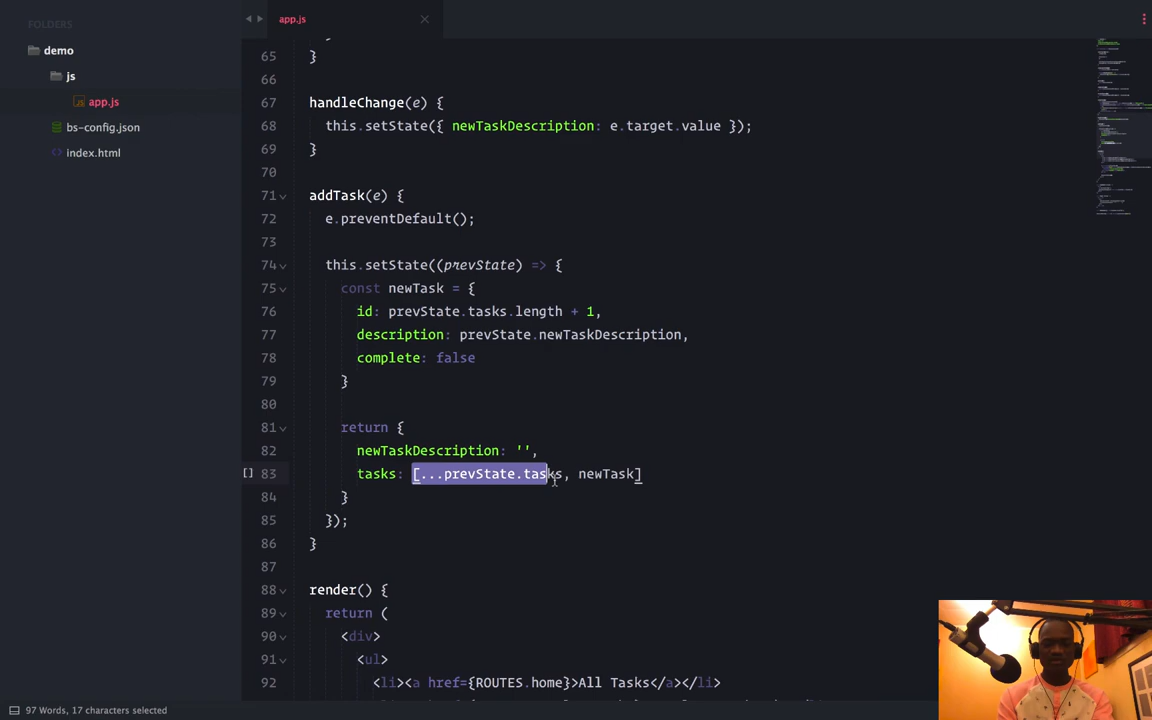 FOLDERS
demo
js
app.js
bs-config.json
index.html
app.js
65 }
66
67 handleChange(e) {
68 this.setState({ newTaskDescription: e.target.value });
69 }
70
71 addTask(e) {
72 e.preventDefault();
73
74 this.setState((prevState) => {
75 const newTask = {
76 id: prevState.tasks.length + 1,
77 description: prevState.newTaskDescription,
78 complete: false
79 }
80
81 return {
82 newTaskDescription: '',
[] 83 tasks: [...prevState.tasks, newTask]
84 }
85 });
86 }
87
88 render() {
89 return (
90 <div>
91 <ul>
92 <li><a href={ROUTES.home}>All Tasks</a></li>
97 Words, 17 characters selected